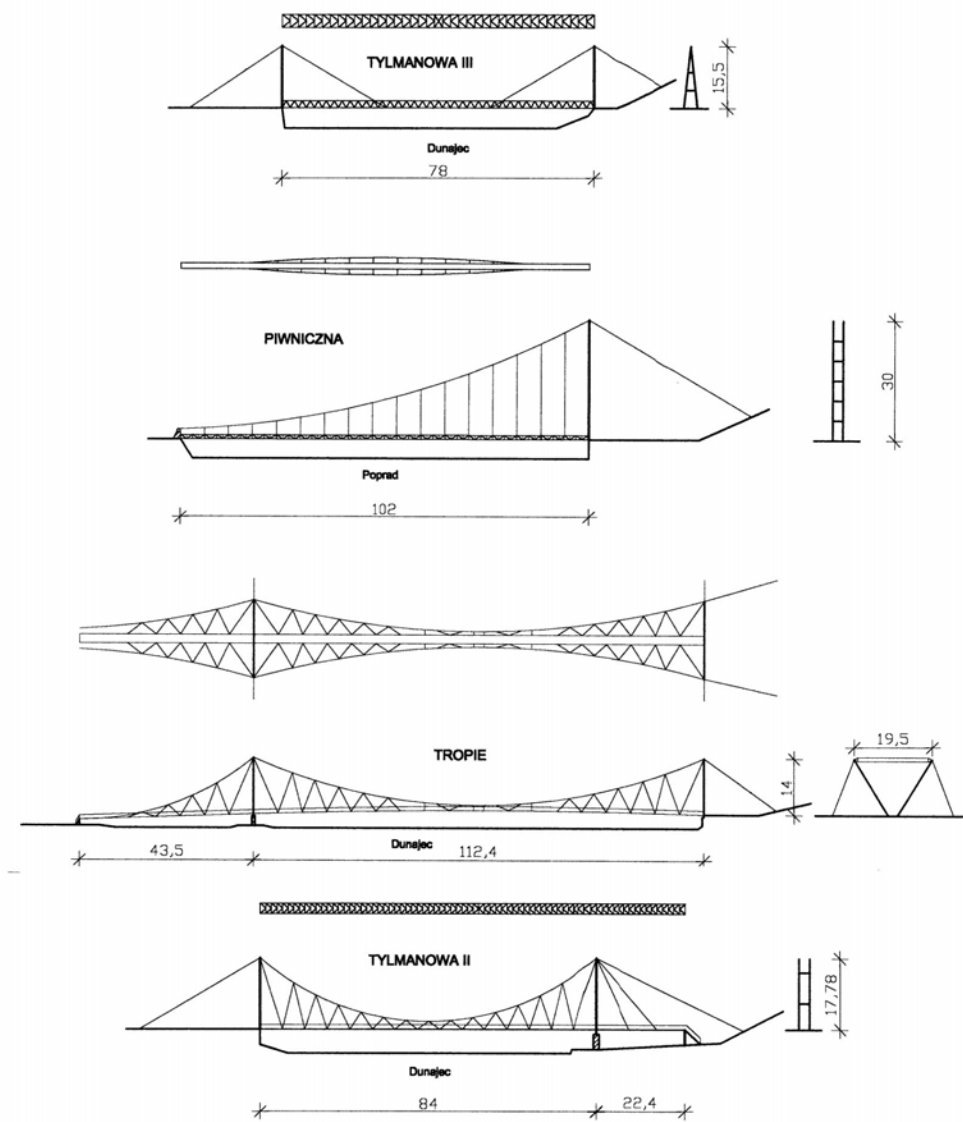 TYLMANOWA III
15,5
Dunajec
78
PIWNICZNA
30
Poprad
102
TROPIE
19,5
14
Dunajec
43,5
112,4
TYLMANOWA II
17,78
Dunajec
84
22,4